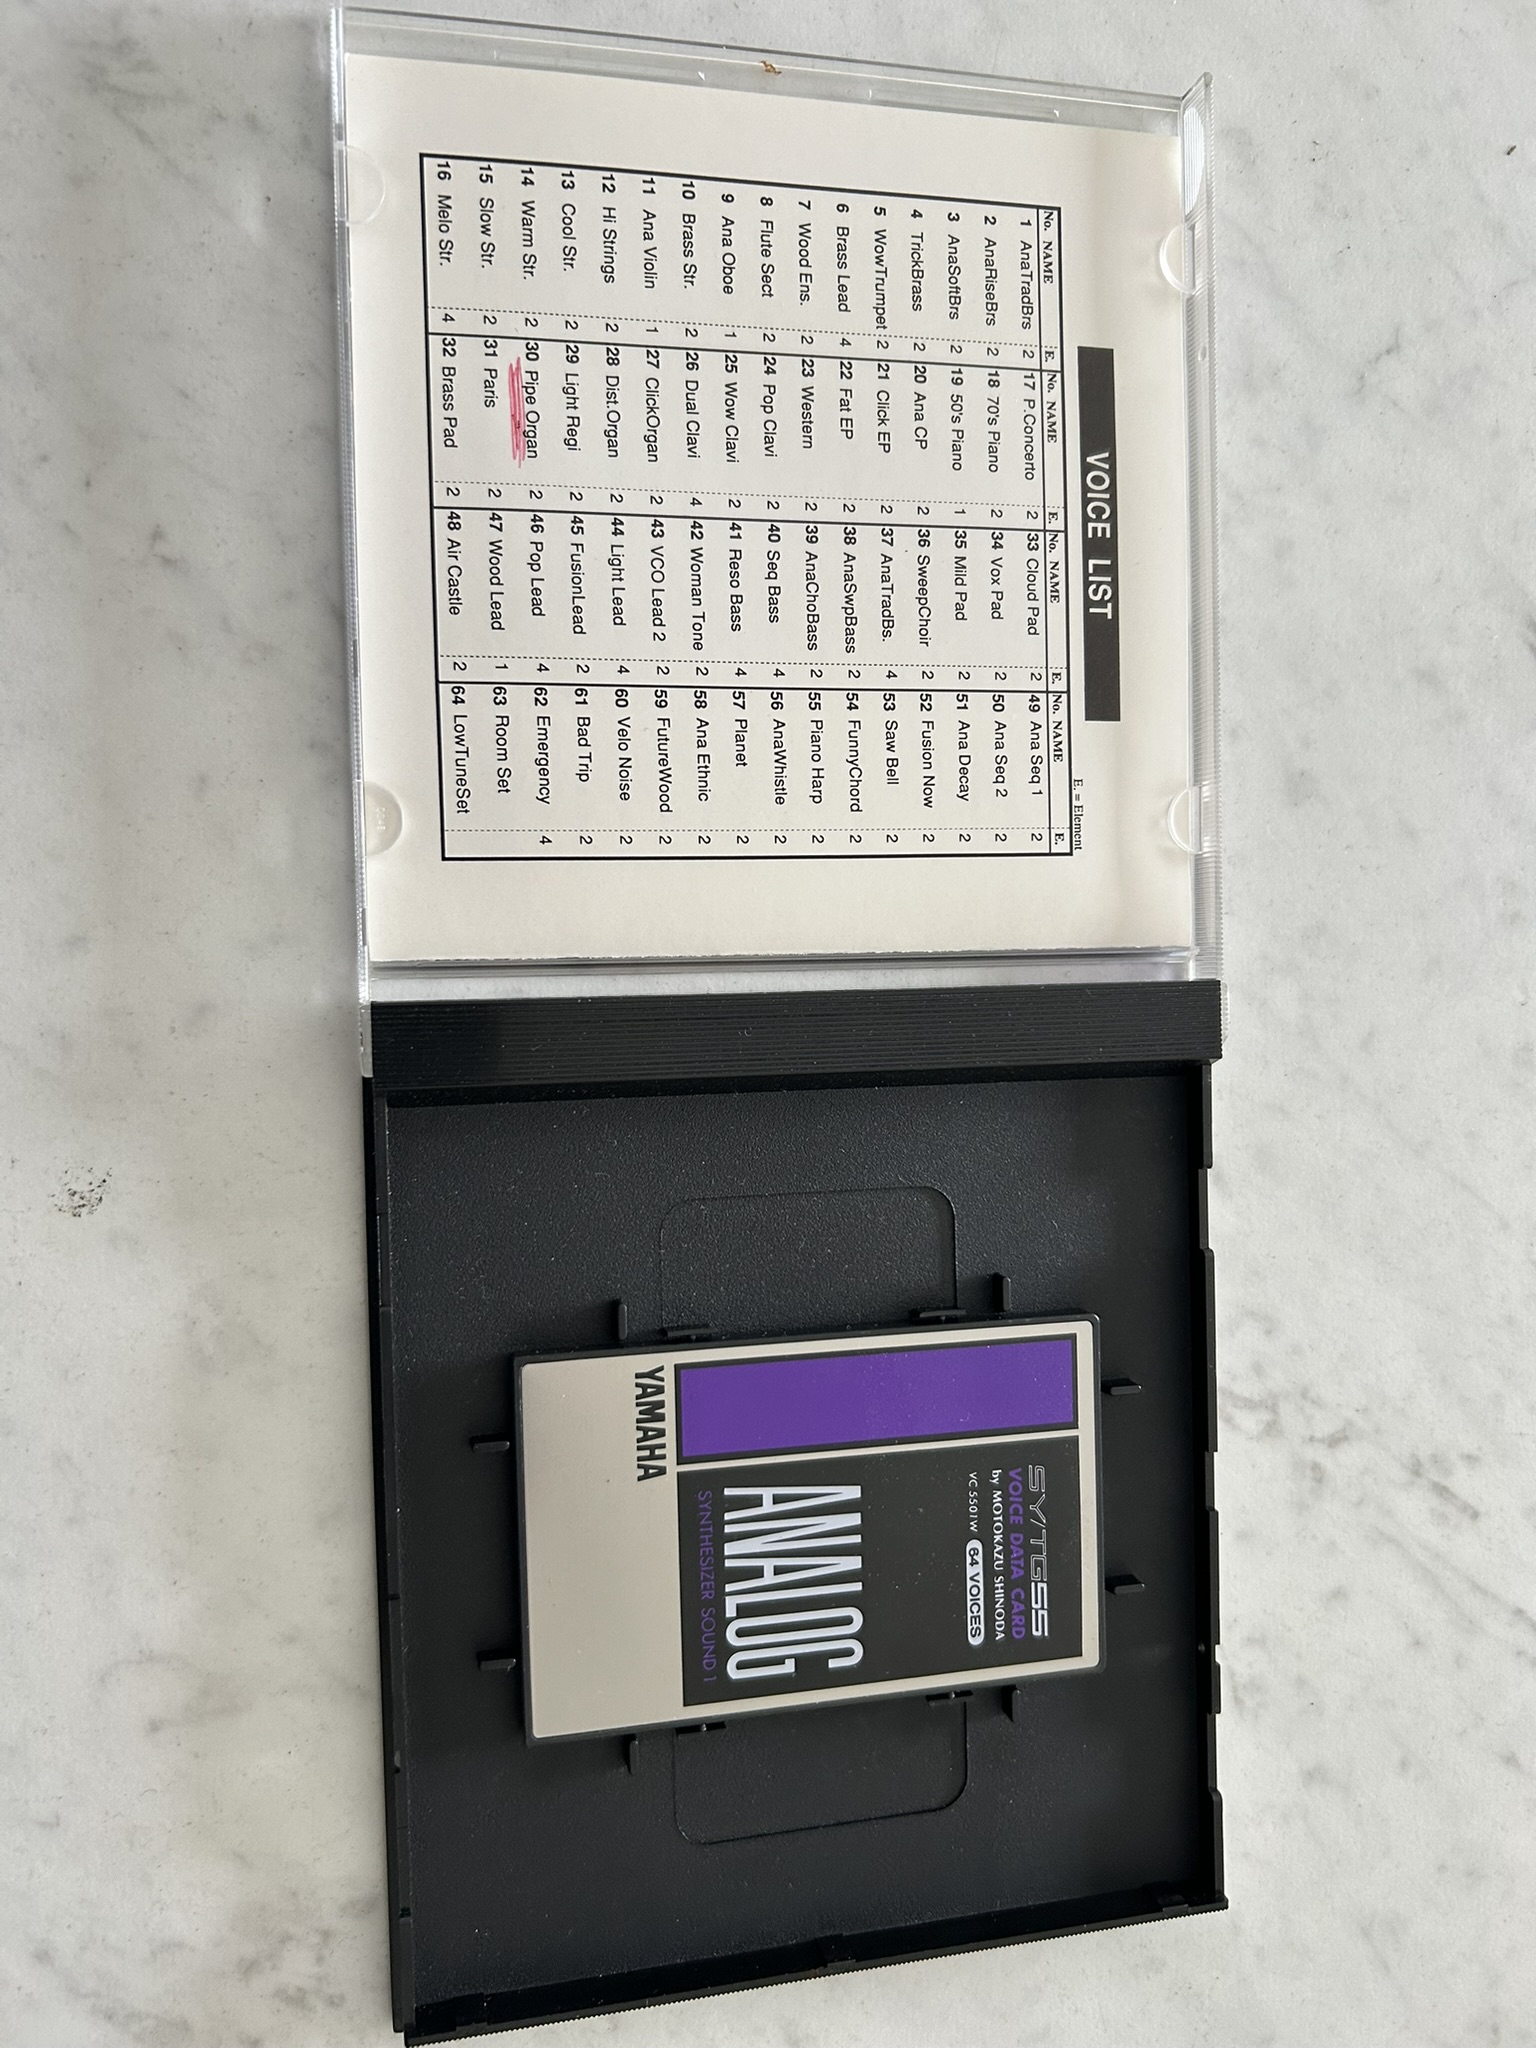 VOICE LIST
E. = Element
No. NAME E. No. NAME E. No. NAME E. No. NAME E.
1 AnaTradBrs 2 17 P.Concerto 2 33 Cloud Pad 2 49 Ana Seq 1 2
2 AnaRiseBrs 2 18 70's Piano 2 34 Vox Pad 2 50 Ana Seq 2 2
3 AnaSoftBrs 2 19 50's Piano 1 35 Mild Pad 2 51 Ana Decay 2
4 TrickBrass 2 20 Ana CP 2 36 SweepChoir 2 52 Fusion Now 2
5 WowTrumpet 2 21 Click EP 2 37 AnaTradBs. 4 53 Saw Bell 2
6 Brass Lead 4 22 Fat EP 2 38 AnaSwpBass 2 54 FunnyChord 2
7 Wood Ens. 2 23 Western 2 39 AnaChoBass 2 55 Piano Harp 2
8 Flute Sect 2 24 Pop Clavi 2 40 Seq Bass 4 56 AnaWhistle 2
9 Ana Oboe 1 25 Wow Clavi 2 41 Reso Bass 4 57 Planet 2
10 Brass Str. 2 26 Dual Clavi 4 42 Woman Tone 2 58 Ana Ethnic 2
11 Ana Violin 1 27 ClickOrgan 2 43 VCO Lead 2 2 59 FutureWood 2
12 Hi Strings 2 28 Dist.Organ 2 44 Light Lead 4 60 Velo Noise 2
13 Cool Str. 2 29 Light Regi 2 45 FusionLead 2 61 Bad Trip 2
14 Warm Str. 2 30 Pipe Organ 2 46 Pop Lead 4 62 Emergency 4
15 Slow Str. 2 31 Paris 2 47 Wood Lead 1 63 Room Set
16 Melo Str. 4 32 Brass Pad 2 48 Air Castle 2 64 LowTuneSet
SY/TG55
VOICE DATA CARD
by MOTOKAZU SHINODA
VC 5501W 64 VOICES
ANALOG
SYNTHESIZER SOUND 1
YAMAHA